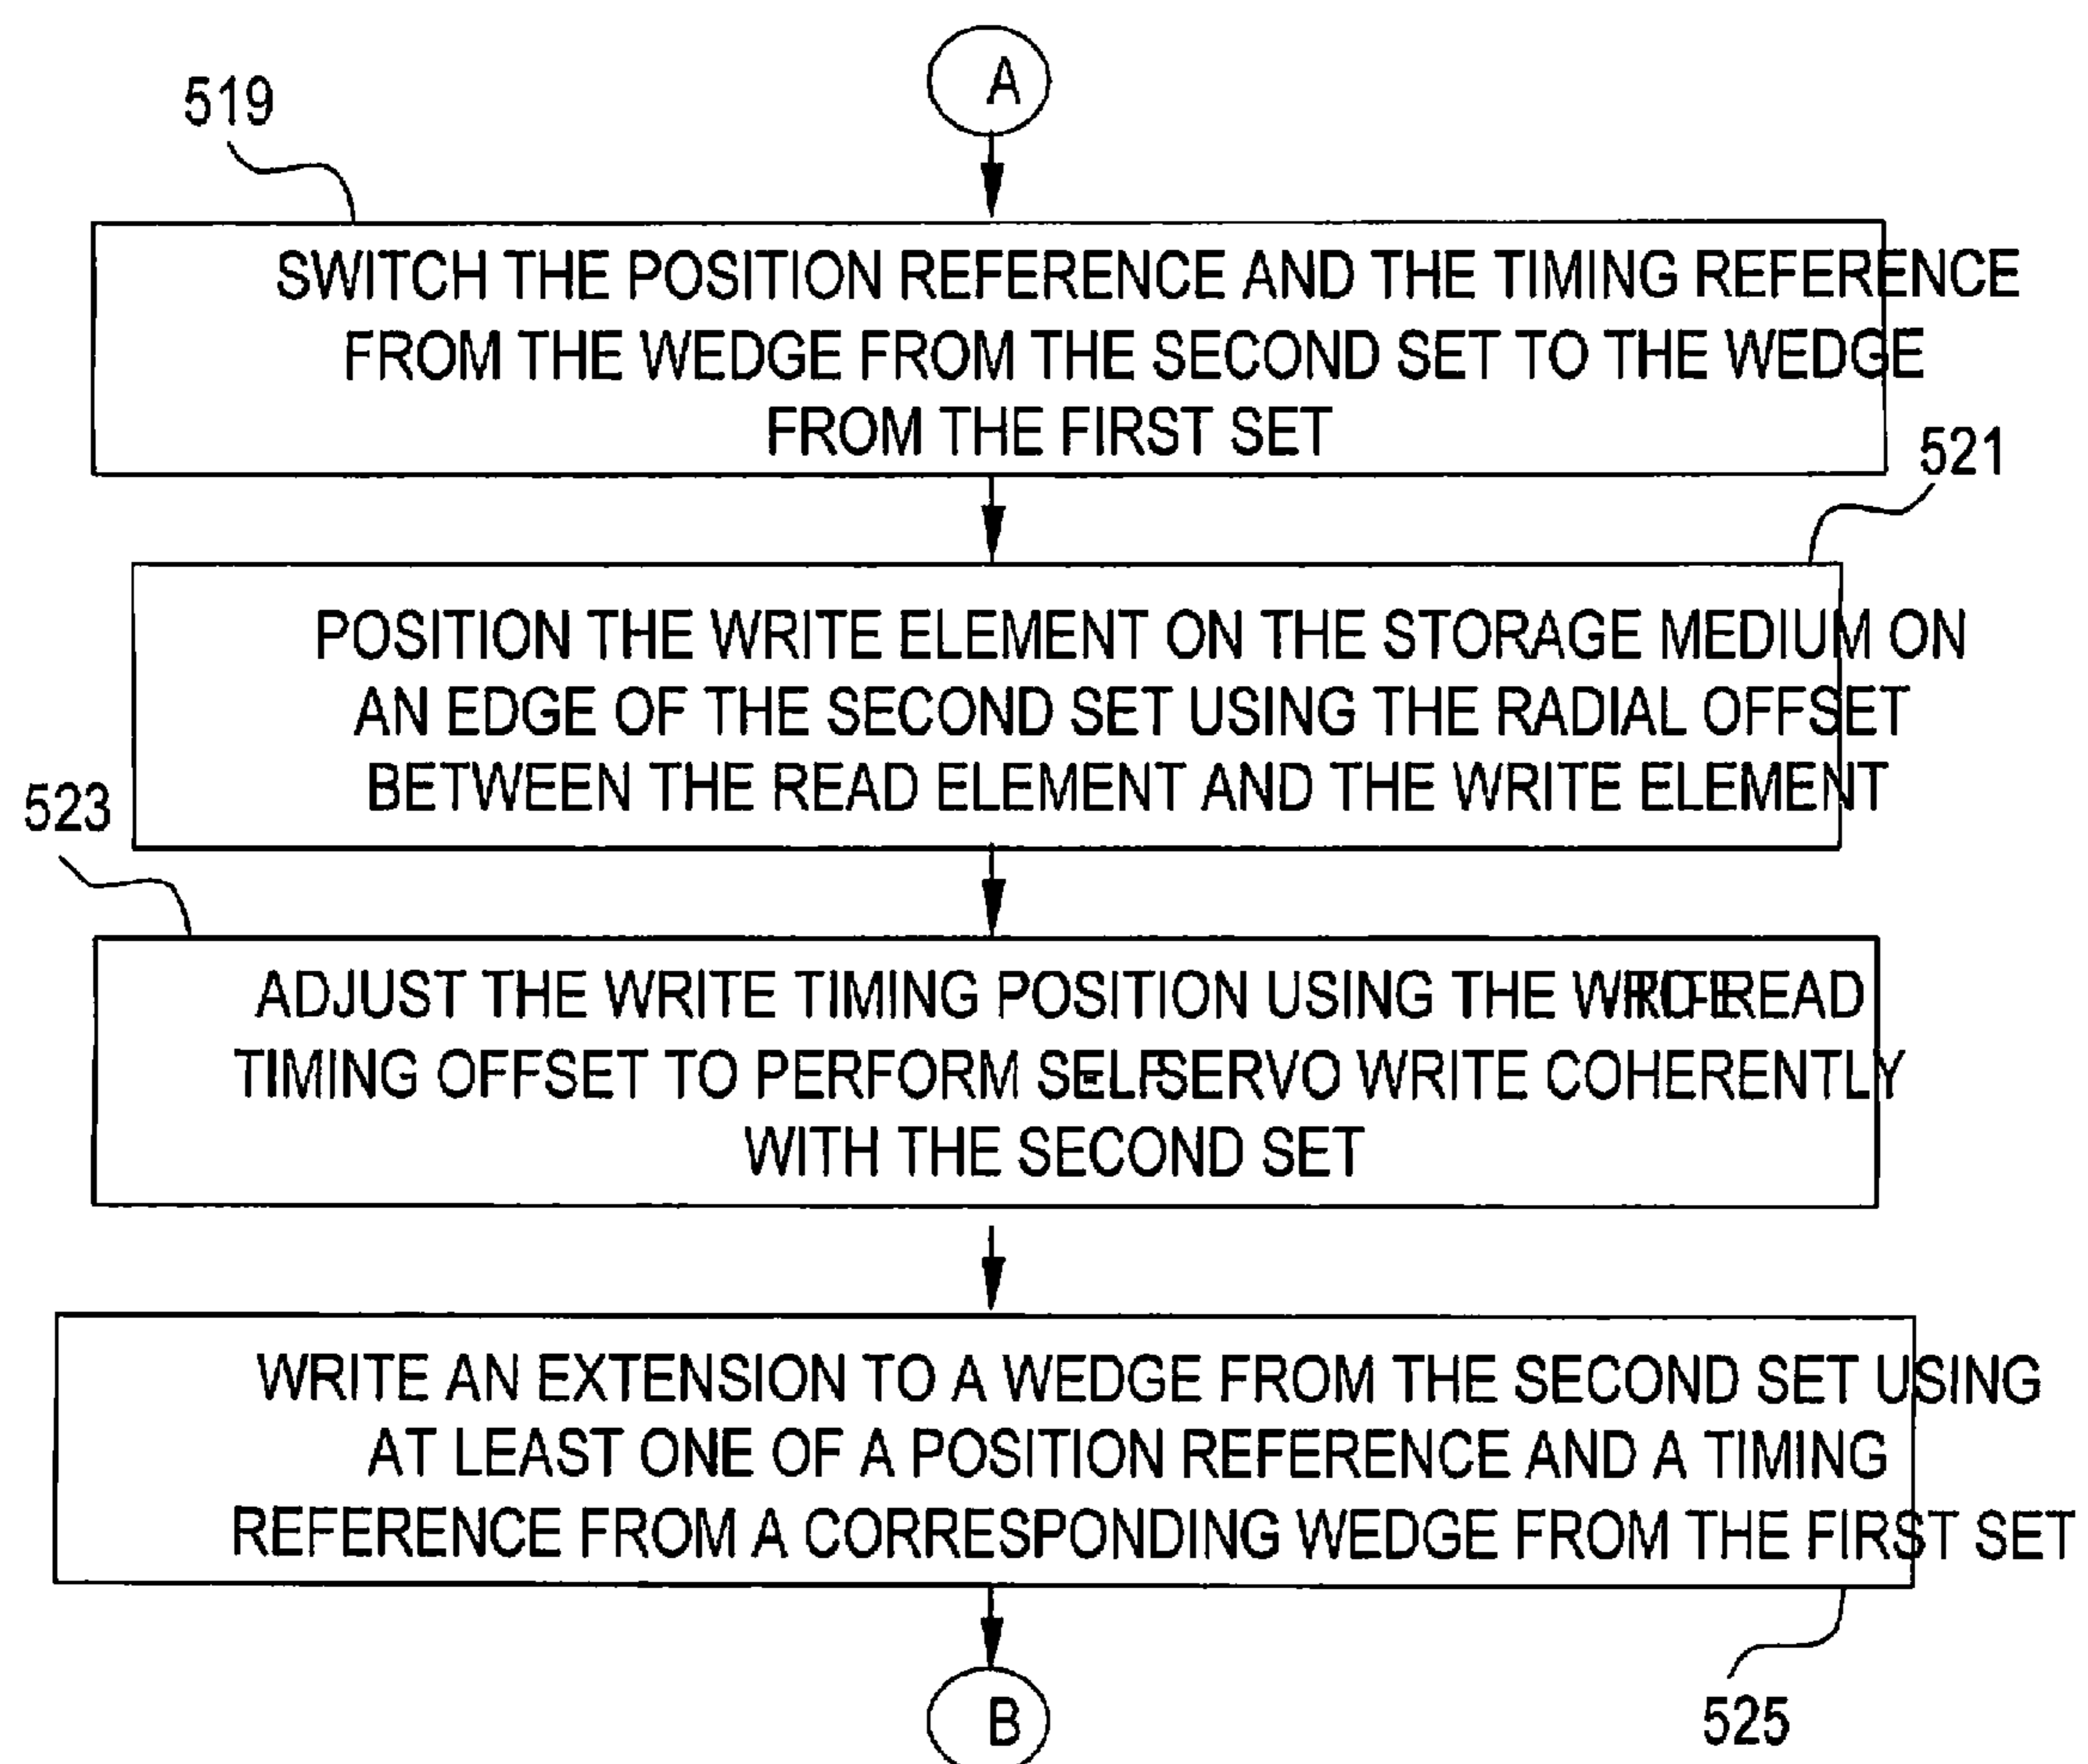 A
519
SWITCH THE POSITION REFERENCE AND THE TIMING REFERENCE
FROM THE WEDGE FROM THE SECOND SET TO THE WEDGE
FROM THE FIRST SET
521
POSITION THE WRITE ELEMENT ON THE STORAGE MEDIUM ON
AN EDGE OF THE SECOND SET USING THE RADIAL OFFSET
BETWEEN THE READ ELEMENT AND THE WRITE ELEMENT
523
ADJUST THE WRITE TIMING POSITION USING THE READ
TIMING OFFSET TO PERFORM SELF-SERVO WRITE COHERENTLY
WITH THE SECOND SET
WRITE AN EXTENSION TO A WEDGE FROM THE SECOND SET USING
AT LEAST ONE OF A POSITION REFERENCE AND A TIMING
REFERENCE FROM A CORRESPONDING WEDGE FROM THE FIRST SET
B
525